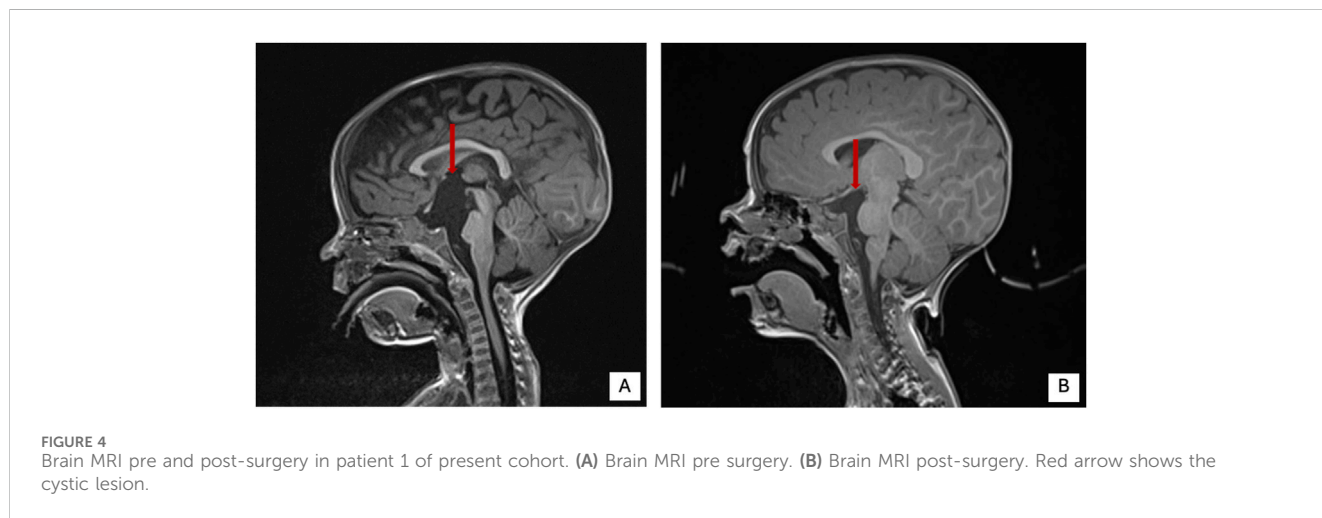 A
B
FIGURE 4
Brain MRI pre and post-surgery in patient 1 of present cohort. (A) Brain MRI pre surgery. (B) Brain MRI post-surgery. Red arrow shows the
cystic lesion.